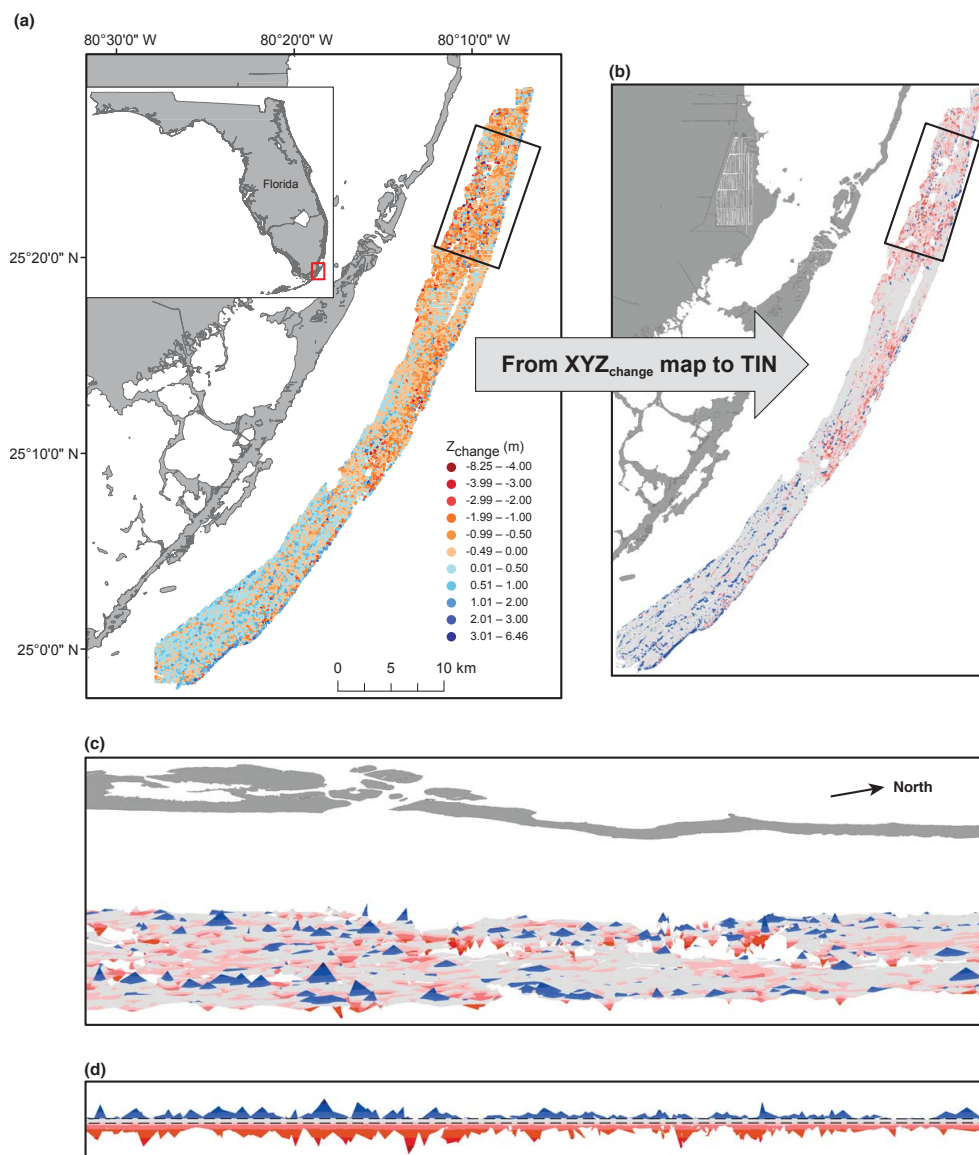 (a)
80°30'0" W
80°20'0" W
80°10'0" W
(b)
Florida
25°20'0" N
From XYZchange map to TIN
25°10'0" N
Zchange (m)
-8.25 – -4.00
-3.99 – -3.00
-2.99 – -2.00
-1.99 – -1.00
-0.99 – -0.50
-0.49 – 0.00
0.01 – 0.50
0.51 – 1.00
1.01 – 2.00
2.01 – 3.00
3.01 – 6.46
25°0'0" N
0 5 10 km
(c)
North
(d)